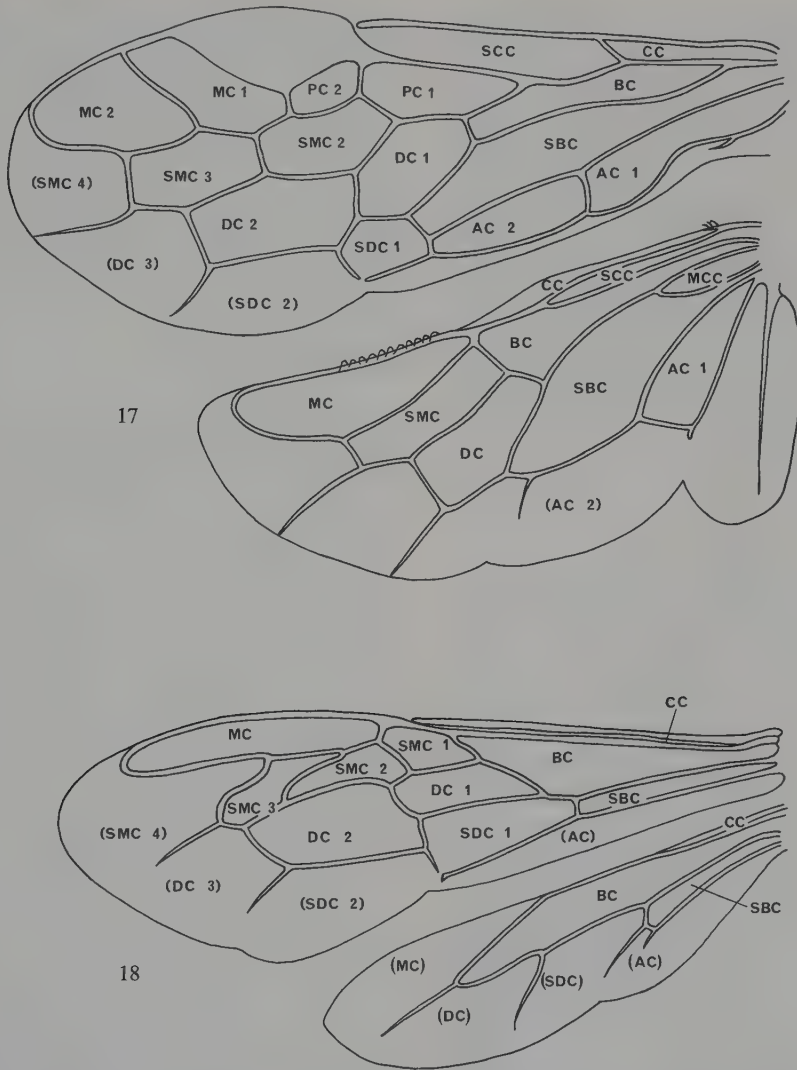 SCC
CC
MC 1
PC 2
PC 1
BC
MC 2
SMC 2
SBC
(SMC 4)
SMC 3
DC 1
AC 1
DC 2
AC 2
(DC 3)
SDC 1
(SDC 2)
CC
SCC
MCC
17
BC
AC 1
SBC
MC
SMC
DC
(AC 2)
CC
MC
SMC 1
BC
SMC 2
DC 1
SBC
SMC 3
(SMC 4)
DC 2
SDC 1
(AC)
CC
(DC 3)
(SDC 2)
BC
SBC
18
(MC)
(SDC)
(AC)
(DC)